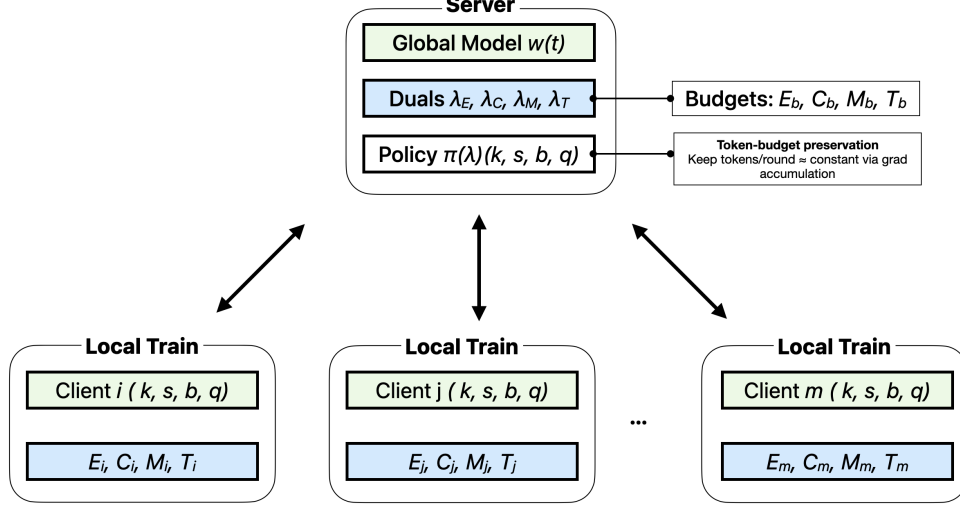 Server
Global Model w(t)
Duals λE, λC, λM, λT
Budgets: Eb, Cb, Mb, Tb
Policy π(λ)(k, s, b, q)
Token-budget preservation
Keep tokens/round ≈ constant via grad
accumulation
Local Train
Client i ( k, s, b, q)
Ei, Ci, Mi, Ti
Local Train
Client j ( k, s, b, q)
Ej, Cj, Mj, Tj
...
Local Train
Client m ( k, s, b, q)
Em, Cm, Mm, Tm